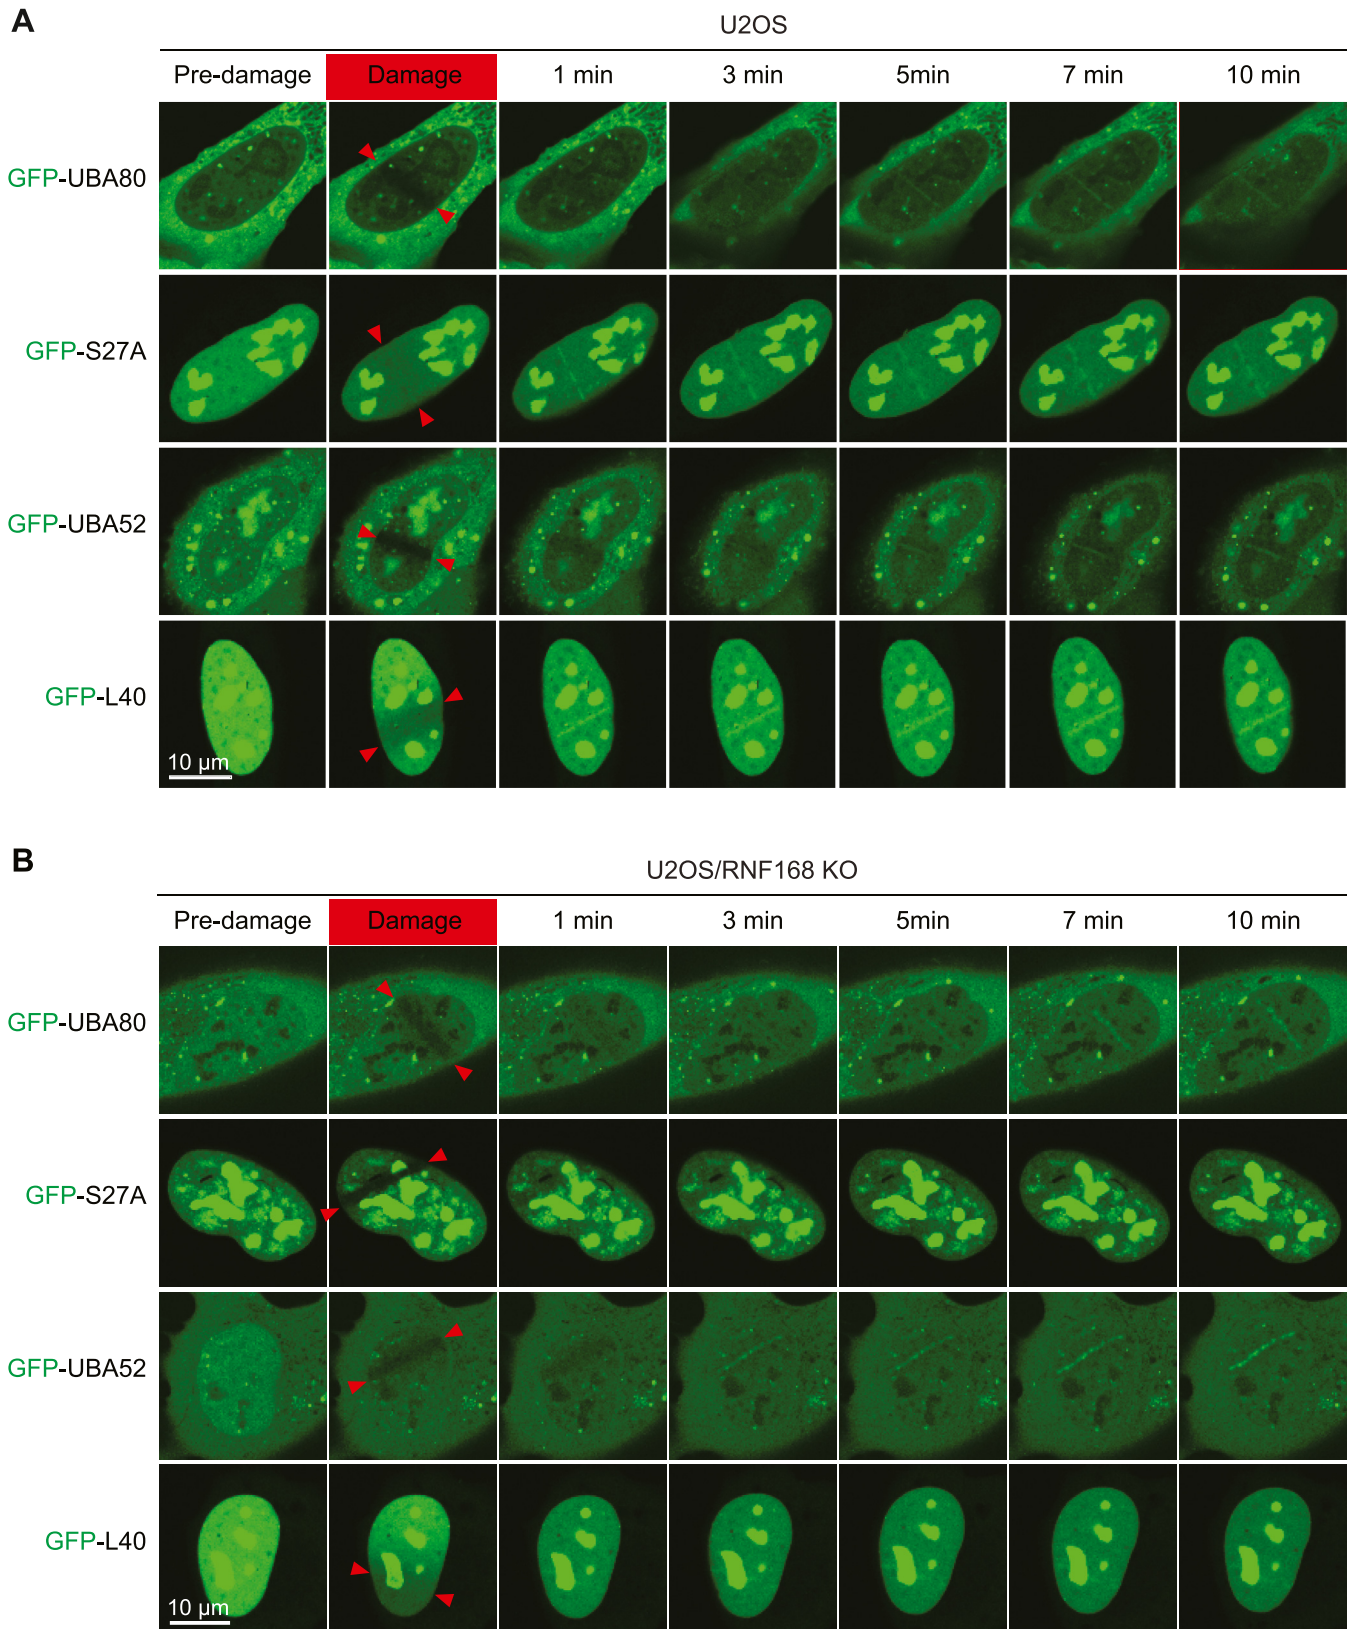 A
U2OS
Pre-damage Damage 1 min 3 min 5min 7 min 10 min
GFP-UBA80
GFP-S27A
GFP-UBA52
GFP-L40
10 µm
B
U2OS/RNF168 KO
Pre-damage Damage 1 min 3 min 5min 7 min 10 min
GFP-UBA80
GFP-S27A
GFP-UBA52
GFP-L40
10 µm